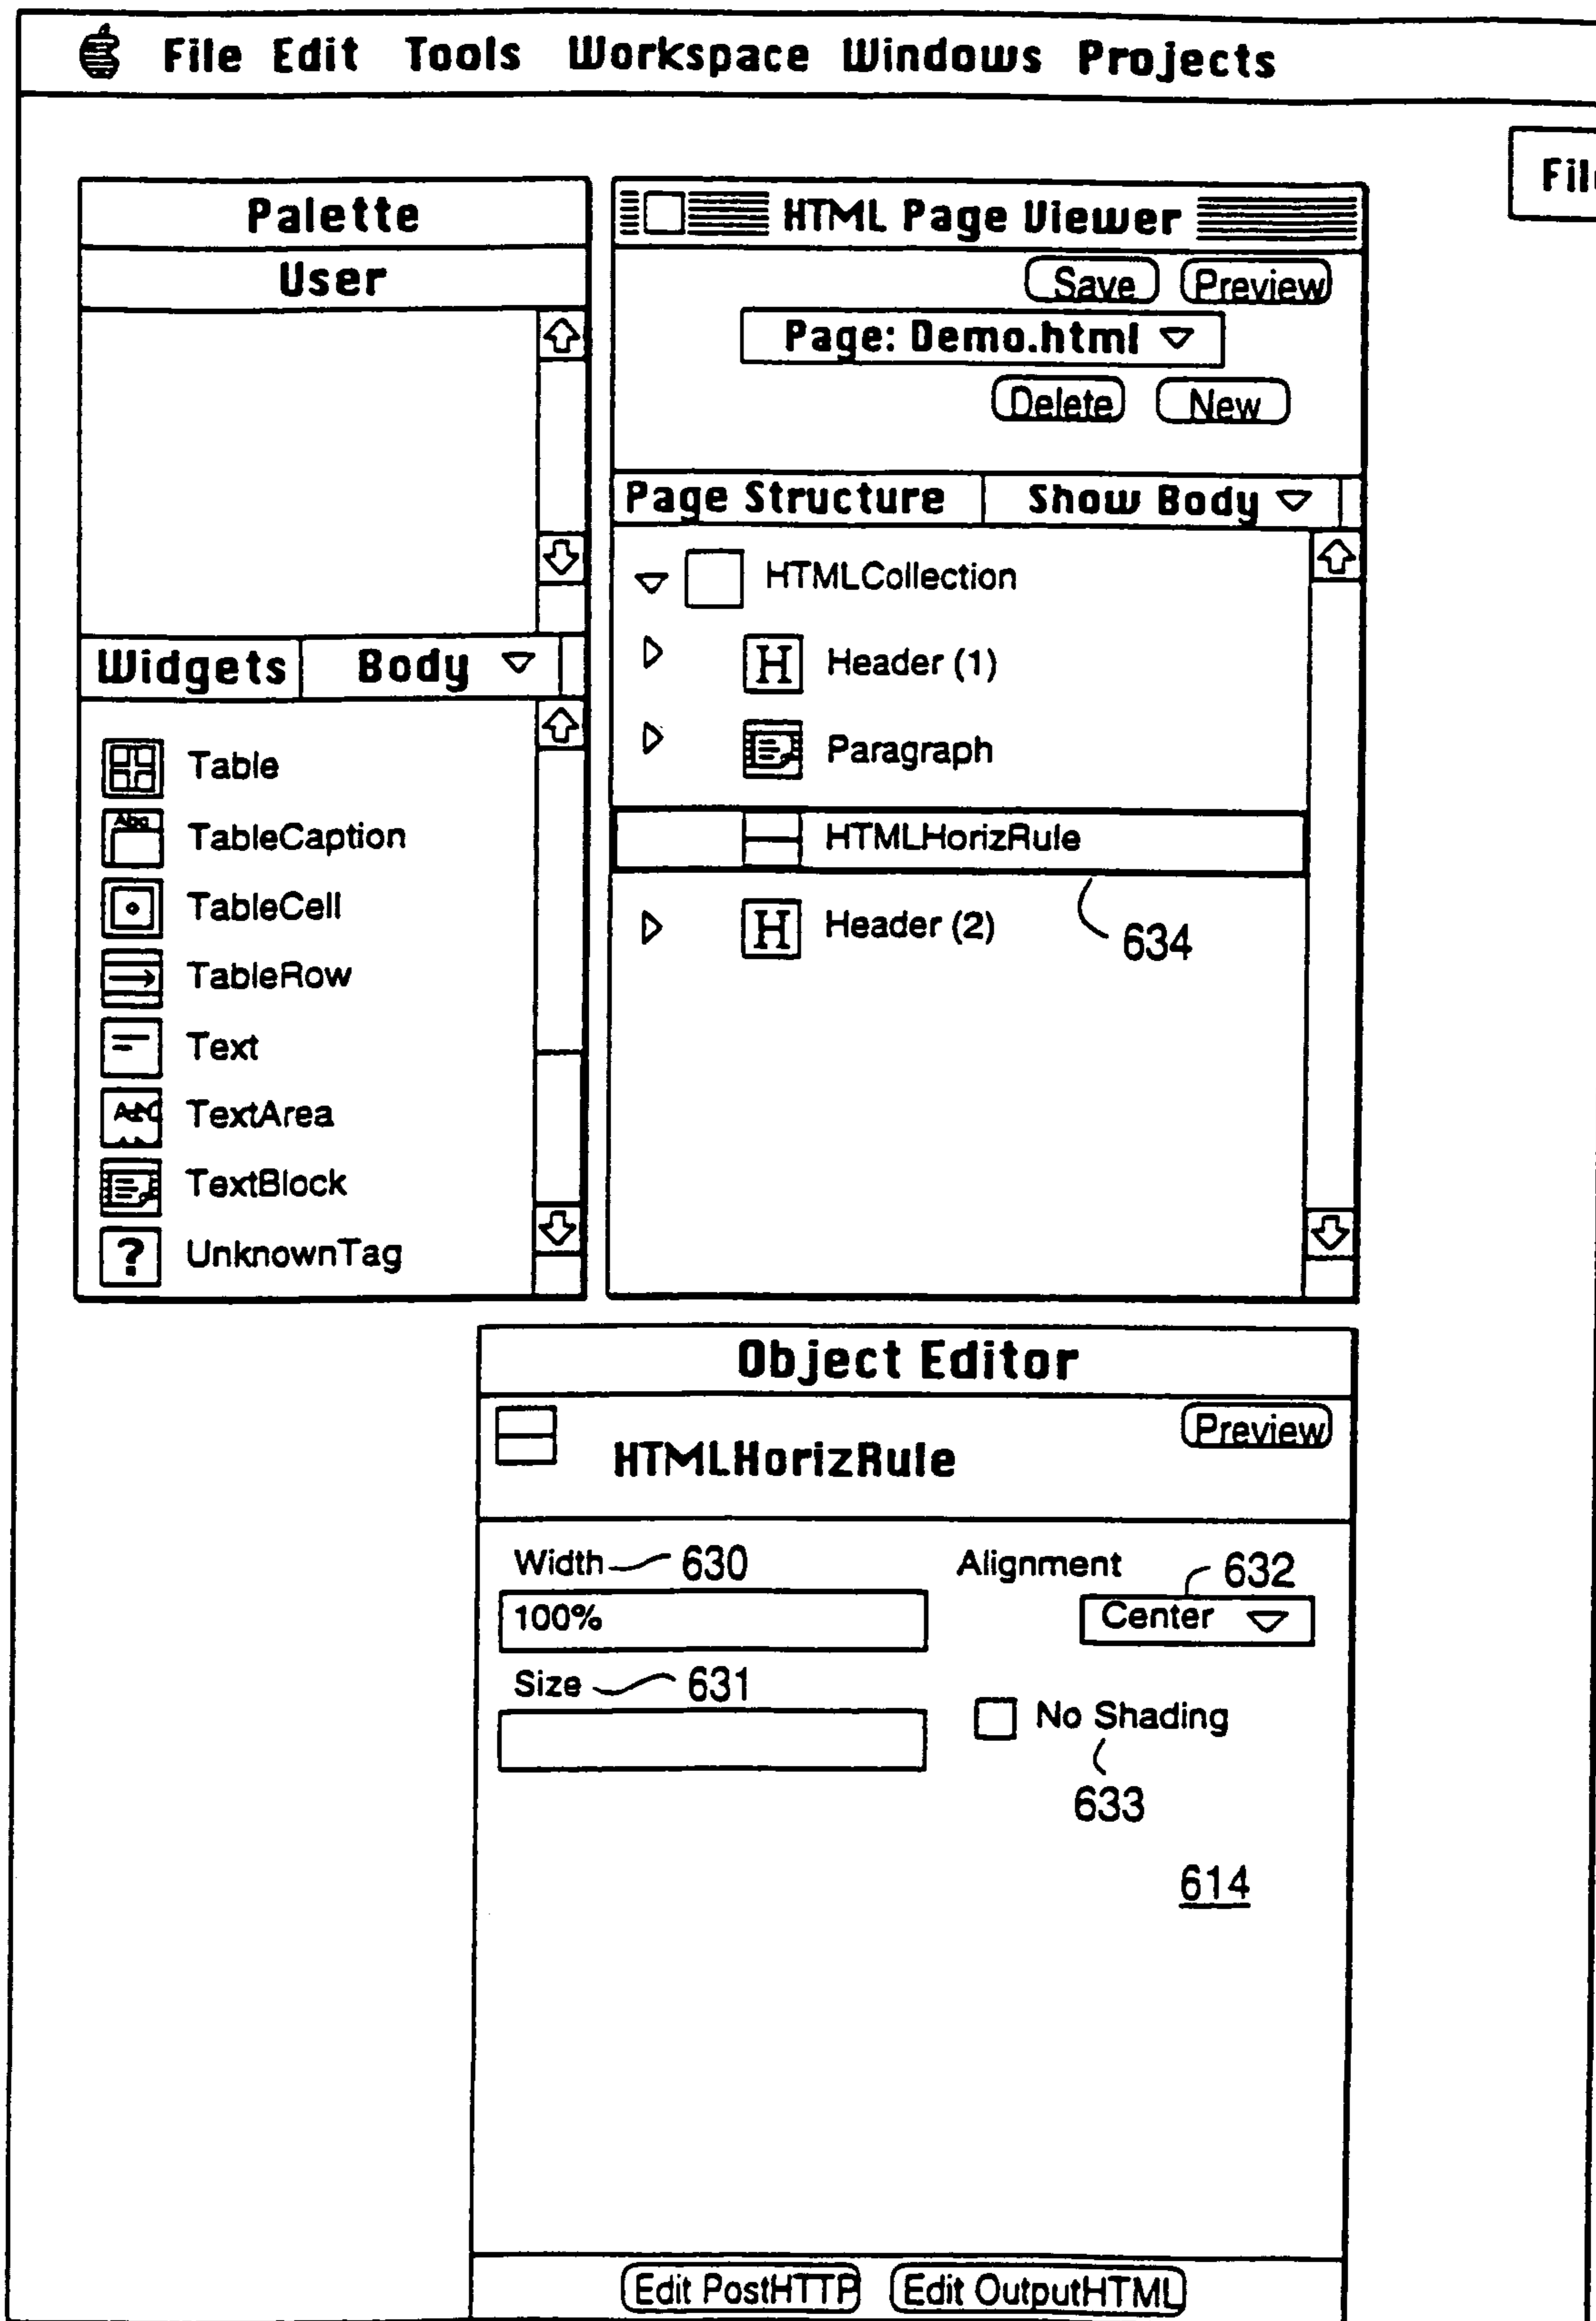 File Edit Tools Workspace Windows Projects
Palette
User
Widgets Body
Table
TableCaption
Abc
TableCell
TableRow
Text
TextArea
TextBlock
? UnknownTag
HTML Page Viewer
Save Preview
Page: Demo.html
Delete New
Page Structure Show Body
HTMLCollection
H Header (1)
Paragraph
HTMLHorizRule
H Header (2)
634
Object Editor
Preview
HTMLHorizRule
Width 630 Alignment 632
100% Center
Size 631
No Shading
633
614
Edit PostHTTP Edit OutputHTML